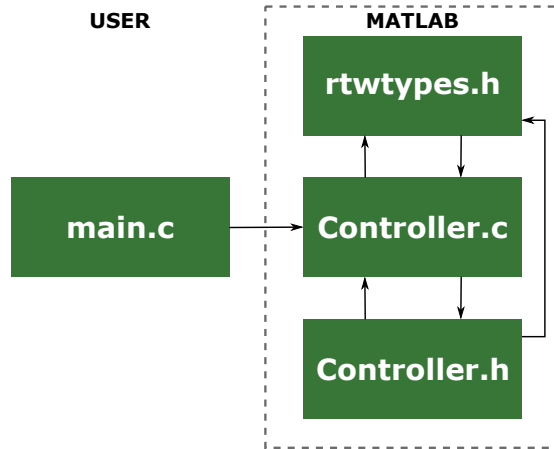 USER
MATLAB
rtwtypes.h
main.c
Controller.c
Controller.h